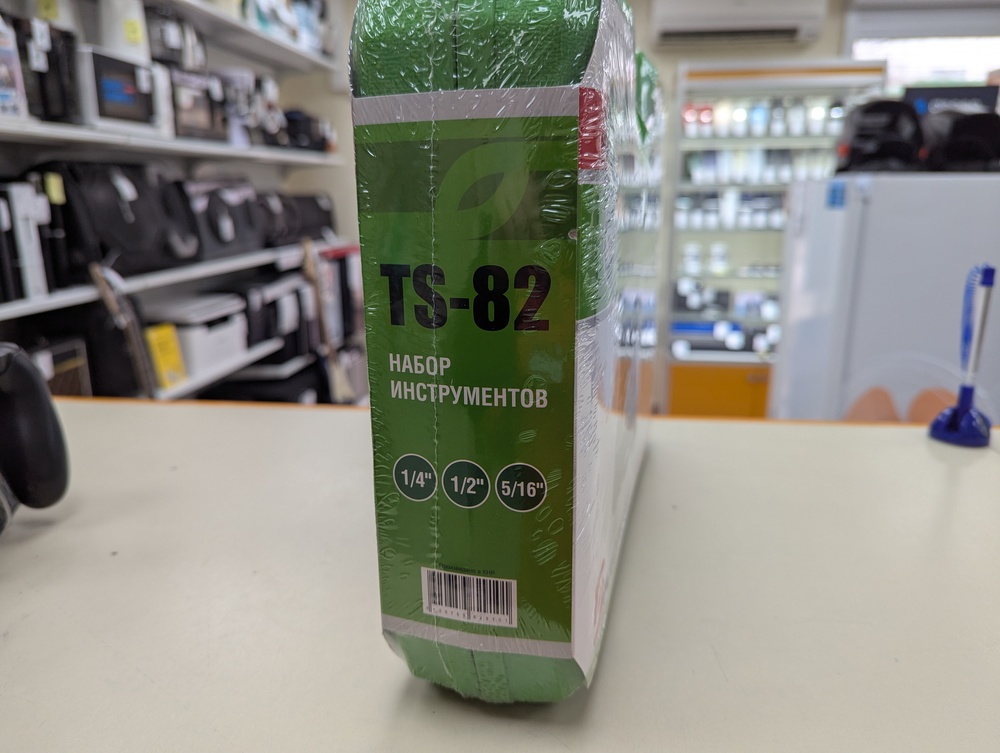 TS-82
НАБОР
ИНСТРУМЕНТОВ
1/4" 1/2" 5/16"